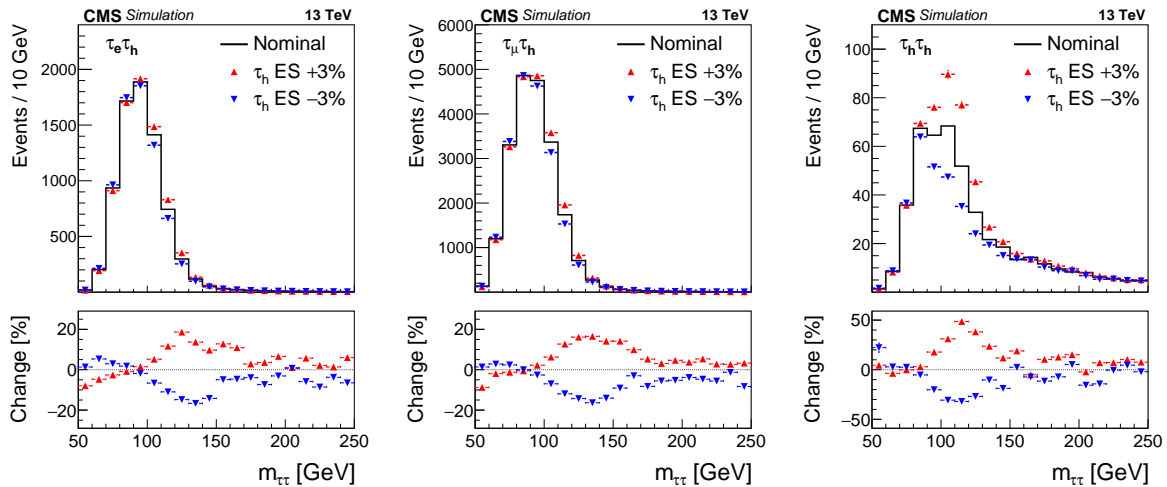 CMS Simulation 13 TeV
τeτh
Nominal
τh ES +3%
τh ES −3%
Events / 10 GeV
2000
1500
1000
500
Change [%]
20
0
−20
50 100 150 200 250
mττ [GeV]
CMS Simulation 13 TeV
τμτh
Nominal
τh ES +3%
τh ES −3%
Events / 10 GeV
6000
5000
4000
3000
2000
1000
Change [%]
20
0
−20
50 100 150 200 250
mττ [GeV]
CMS Simulation 13 TeV
τhτh
Nominal
τh ES +3%
τh ES −3%
Events / 10 GeV
100
80
60
40
20
Change [%]
50
0
−50
50 100 150 200 250
mττ [GeV]